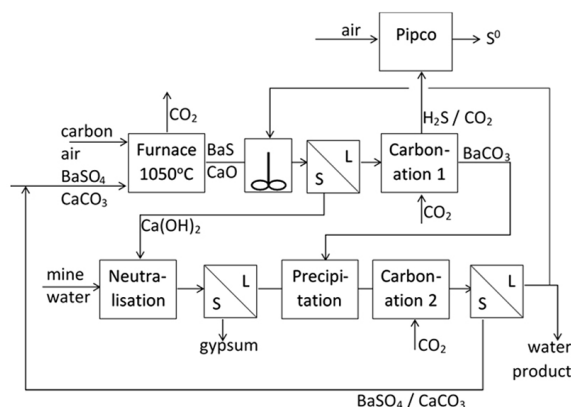 air
Pipco
S⁰
CO₂
H₂S / CO₂
carbon
air
Furnace
1050°C
BaS
CaO
L
S
Carbon-
ation 1
BaCO₃
BaSO₄
CaCO₃
CO₂
Ca(OH)₂
mine
water
Neutra-
lisation
L
S
Precipi-
tation
Carbon-
ation 2
L
S
gypsum
CO₂
water
product
BaSO₄ / CaCO₃